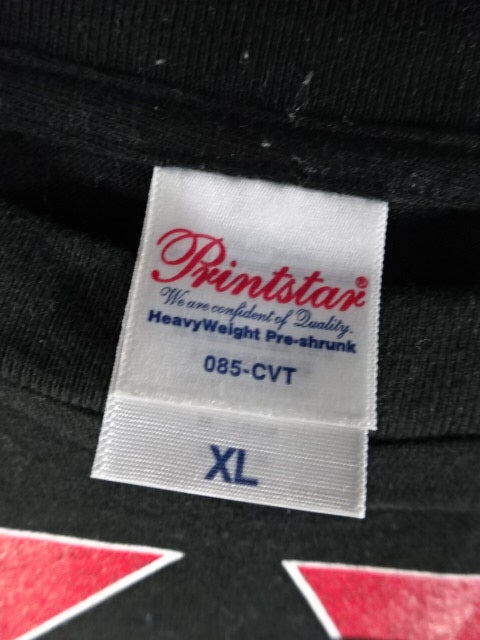 Printstar®
We are confident of Quality.
HeavyWeight Pre-shrunk
085-CVT
XL